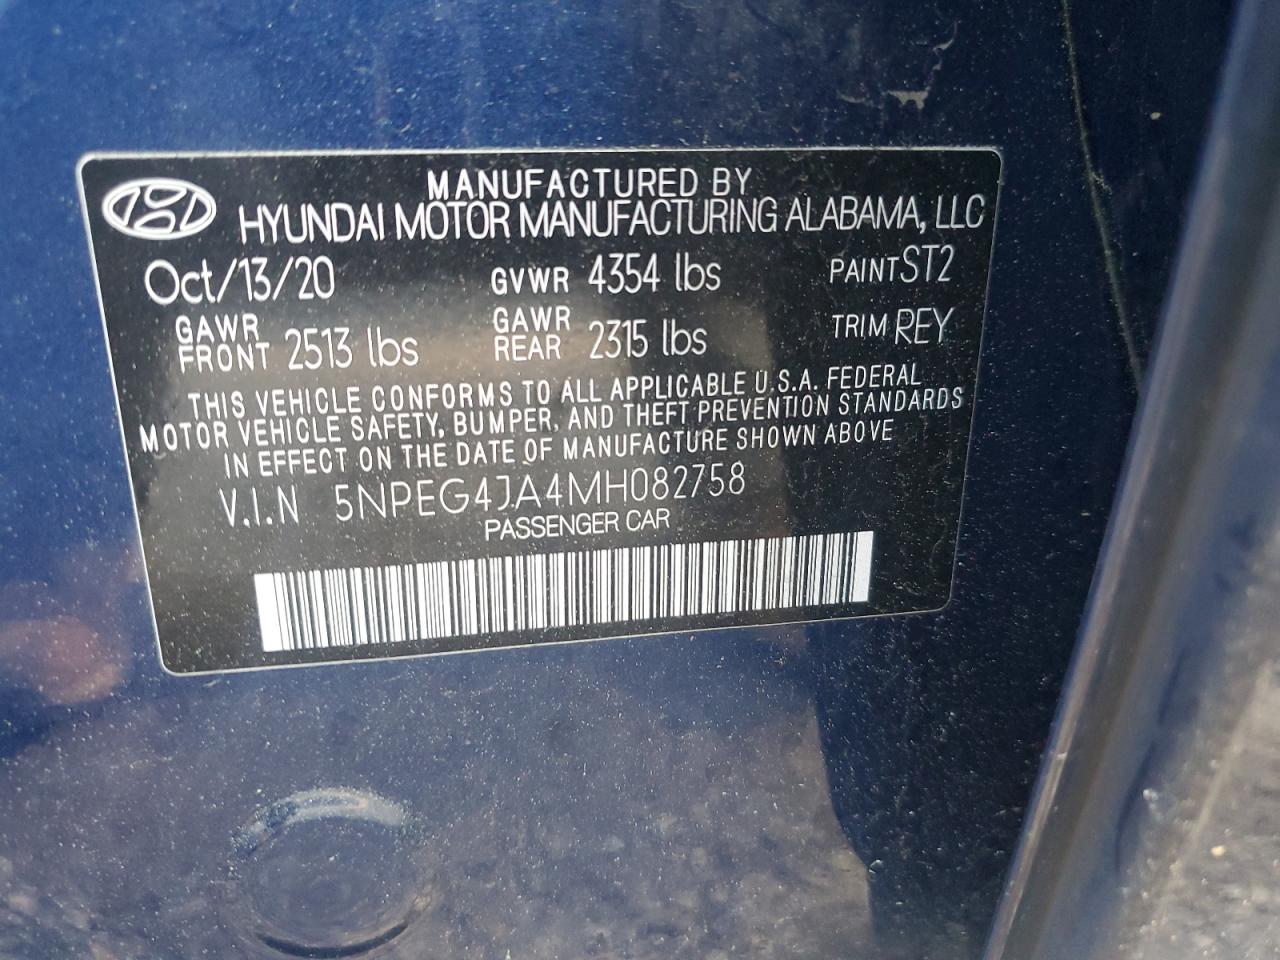 MANUFACTURED BY
HYUNDAI MOTOR MANUFACTURING ALABAMA, LLC
Oct/13/20 GVWR 4354 lbs PAINT ST2
GAWR FRONT 2513 lbs GAWR REAR 2315 lbs TRIM REY
THIS VEHICLE CONFORMS TO ALL APPLICABLE U.S.A. FEDERAL
MOTOR VEHICLE SAFETY, BUMPER, AND THEFT PREVENTION STANDARDS
IN EFFECT ON THE DATE OF MANUFACTURE SHOWN ABOVE
V.I.N 5NPEG4JA4MH082758
PASSENGER CAR